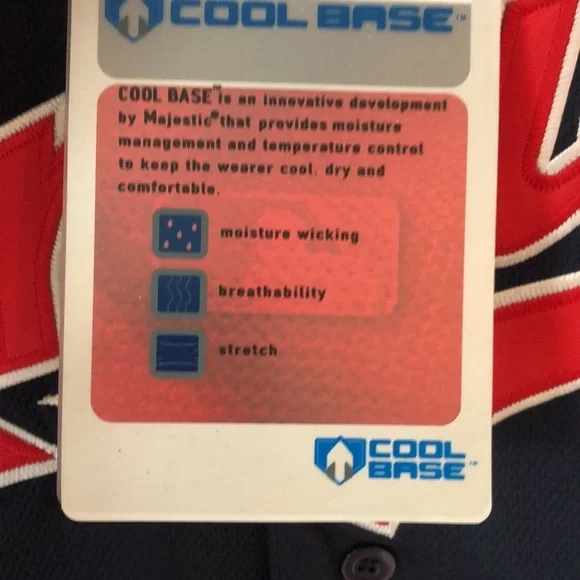 COOL BASE™
COOL BASE™ is an innovative development
by Majestic® that provides moisture
management and temperature control
to keep the wearer cool, dry and
comfortable.
moisture wicking
breathability
stretch
COOL
BASE™